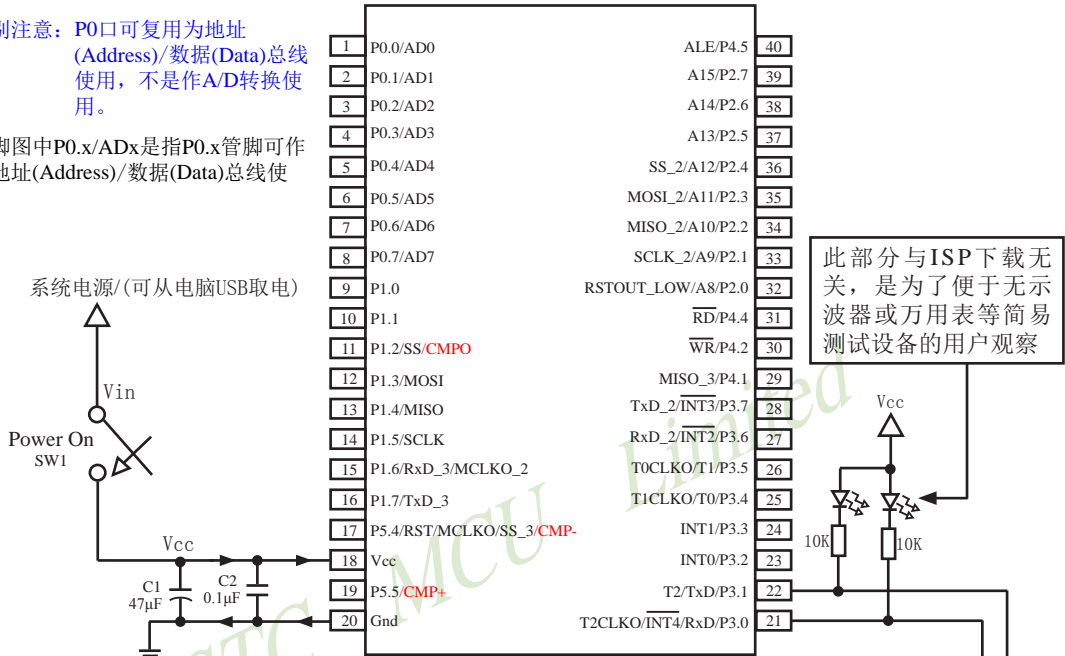 别注意：P0口可复用为地址
(Address)/数据(Data)总线
使用，不是作A/D转换使
用。
脚图中P0.x/ADx是指P0.x管脚可作
地址(Address)/数据(Data)总线使
系统电源/(可从电脑USB取电)
Vin
Power On
SW1
Vcc
C1
47μF
C2
0.1μF
1 P0.0/AD0
2 P0.1/AD1
3 P0.2/AD2
4 P0.3/AD3
5 P0.4/AD4
6 P0.5/AD5
7 P0.6/AD6
8 P0.7/AD7
9 P1.0
10 P1.1
11 P1.2/SS/CMPO
12 P1.3/MOSI
13 P1.4/MISO
14 P1.5/SCLK
15 P1.6/RxD_3/MCLKO_2
16 P1.7/TxD_3
17 P5.4/RST/MCLKO/SS_3/CMP-
18 Vcc
19 P5.5/CMP+
20 Gnd
ALE/P4.5 40
A15/P2.7 39
A14/P2.6 38
A13/P2.5 37
SS_2/A12/P2.4 36
MOSI_2/A11/P2.3 35
MISO_2/A10/P2.2 34
SCLK_2/A9/P2.1 33
RSTOUT_LOW/A8/P2.0 32
RD/P4.4 31
WR/P4.2 30
MISO_3/P4.1 29
TxD_2/INT3/P3.7 28
RxD_2/INT2/P3.6 27
T0CLKO/T1/P3.5 26
T1CLKO/T0/P3.4 25
INT1/P3.3 24
INT0/P3.2 23
T2/TxD/P3.1 22
T2CLKO/INT4/RxD/P3.0 21
此部分与ISP下载无
关，是为了便于无示
波器或万用表等简易
测试设备的用户观察
Vcc
10K
10K
STC MCU Limited